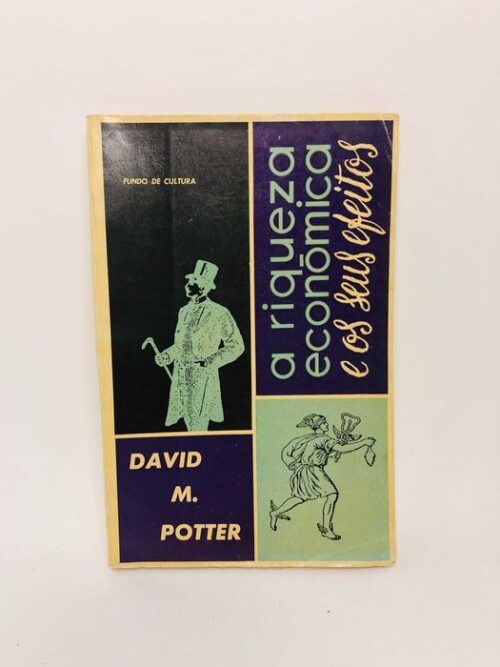 FUNDO DE CULTURA
a riqueza
econômica
e os seus efeitos
DAVID
M.
POTTER